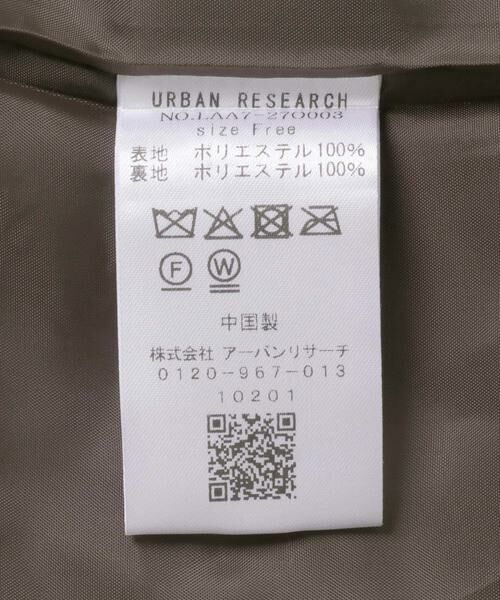 URBAN RESEARCH
NO.LAA7-270003
size Free
表地 ポリエステル100%
裏地 ポリエステル100%
F W
中国製
株式会社 アーバンリサーチ
0120-967-013
10201